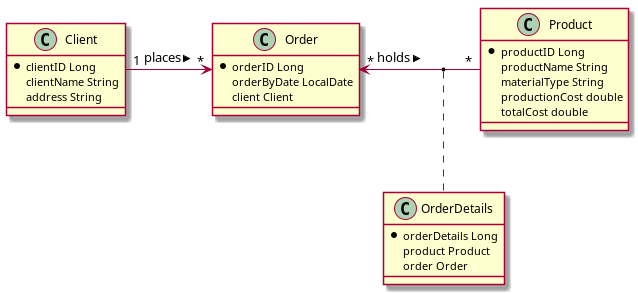 C Client
clientID Long
clientName String
address String
1 places *
C Order
orderID Long
orderByDate LocalDate
client Client
* holds *
C Product
productID Long
productName String
materialType String
productionCost double
totalCost double
C OrderDetails
orderDetails Long
product Product
order Order